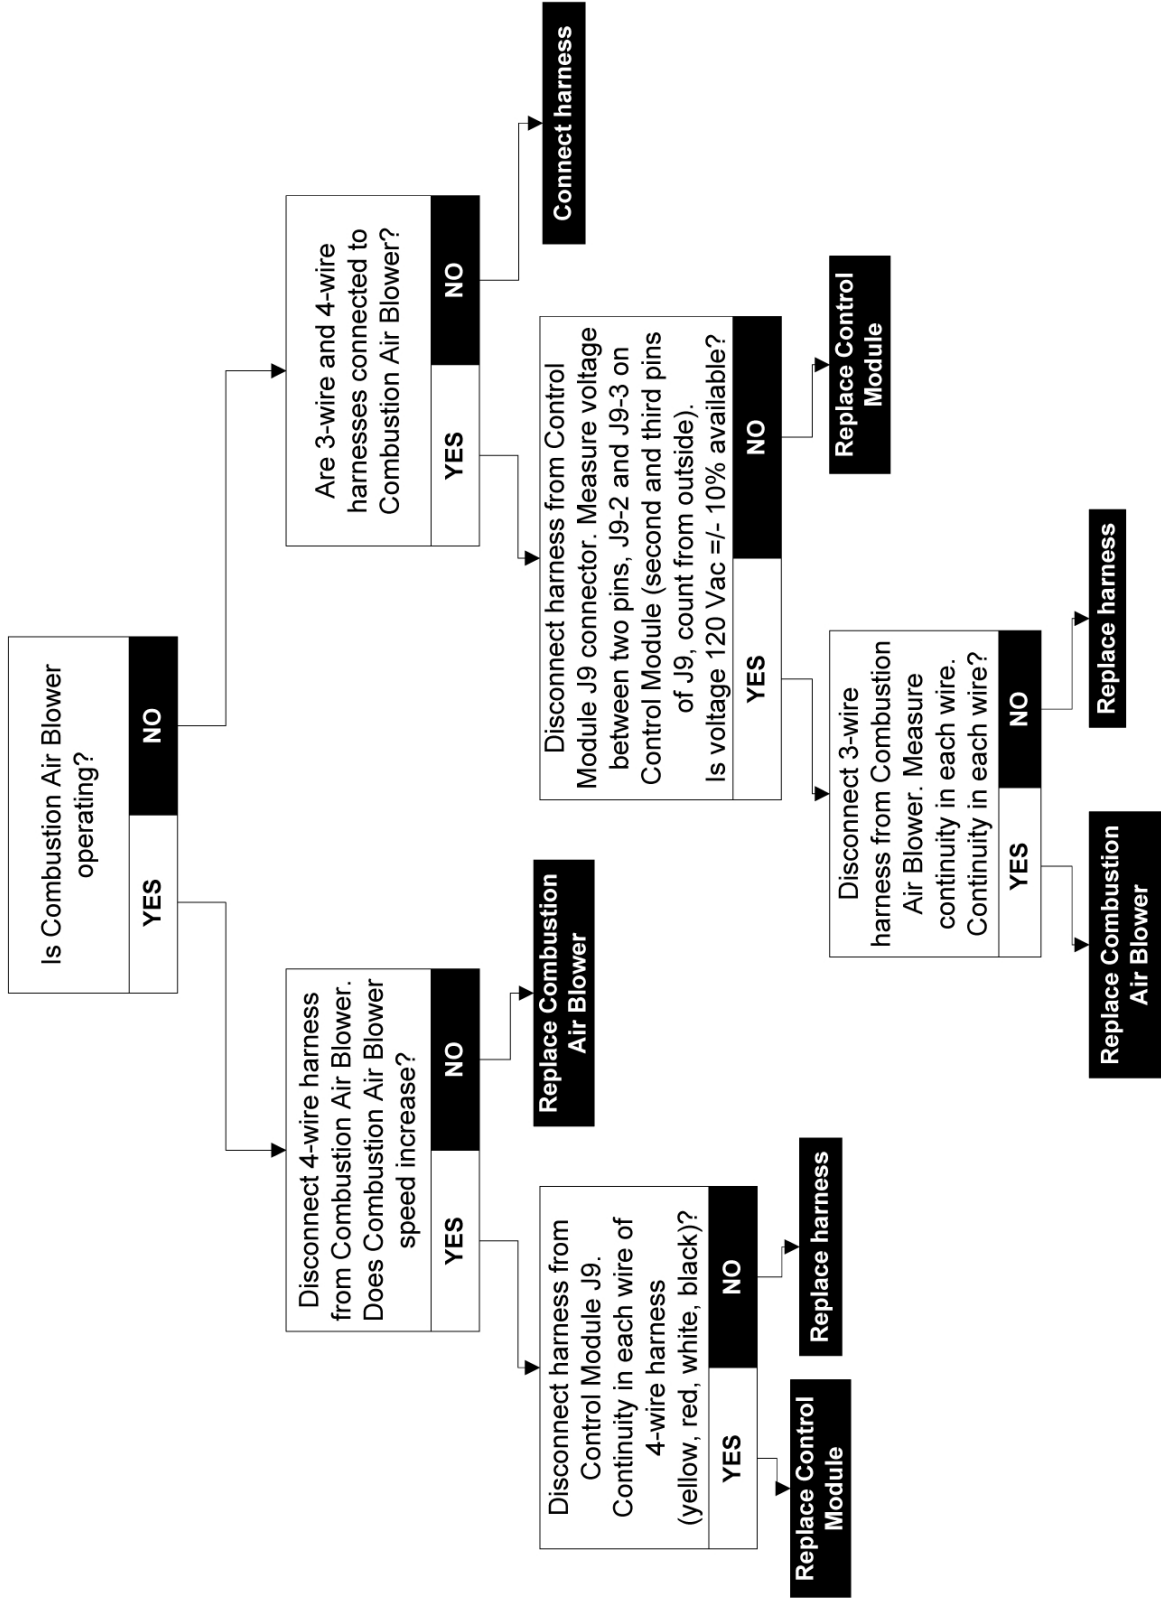 Is Combustion Air Blower
operating?
YES
NO
Disconnect 4-wire harness
from Combustion Air Blower.
Does Combustion Air Blower
speed increase?
YES
NO
Are 3-wire and 4-wire
harnesses connected to
Combustion Air Blower?
YES
NO
Disconnect harness from
Control Module J9.
Continuity in each wire of
4-wire harness
(yellow, red, white, black)?
YES
NO
Replace Combustion
Air Blower
Disconnect harness from Control
Module J9 connector. Measure voltage
between two pins, J9-2 and J9-3 on
Control Module (second and third pins
of J9, count from outside).
Is voltage 120 Vac =/- 10% available?
YES
NO
Connect harness
Replace Control
Module
Replace harness
Disconnect 3-wire
harness from Combustion
Air Blower. Measure
continuity in each wire.
Continuity in each wire?
YES
NO
Replace Control
Module
Replace Combustion
Air Blower
Replace harness